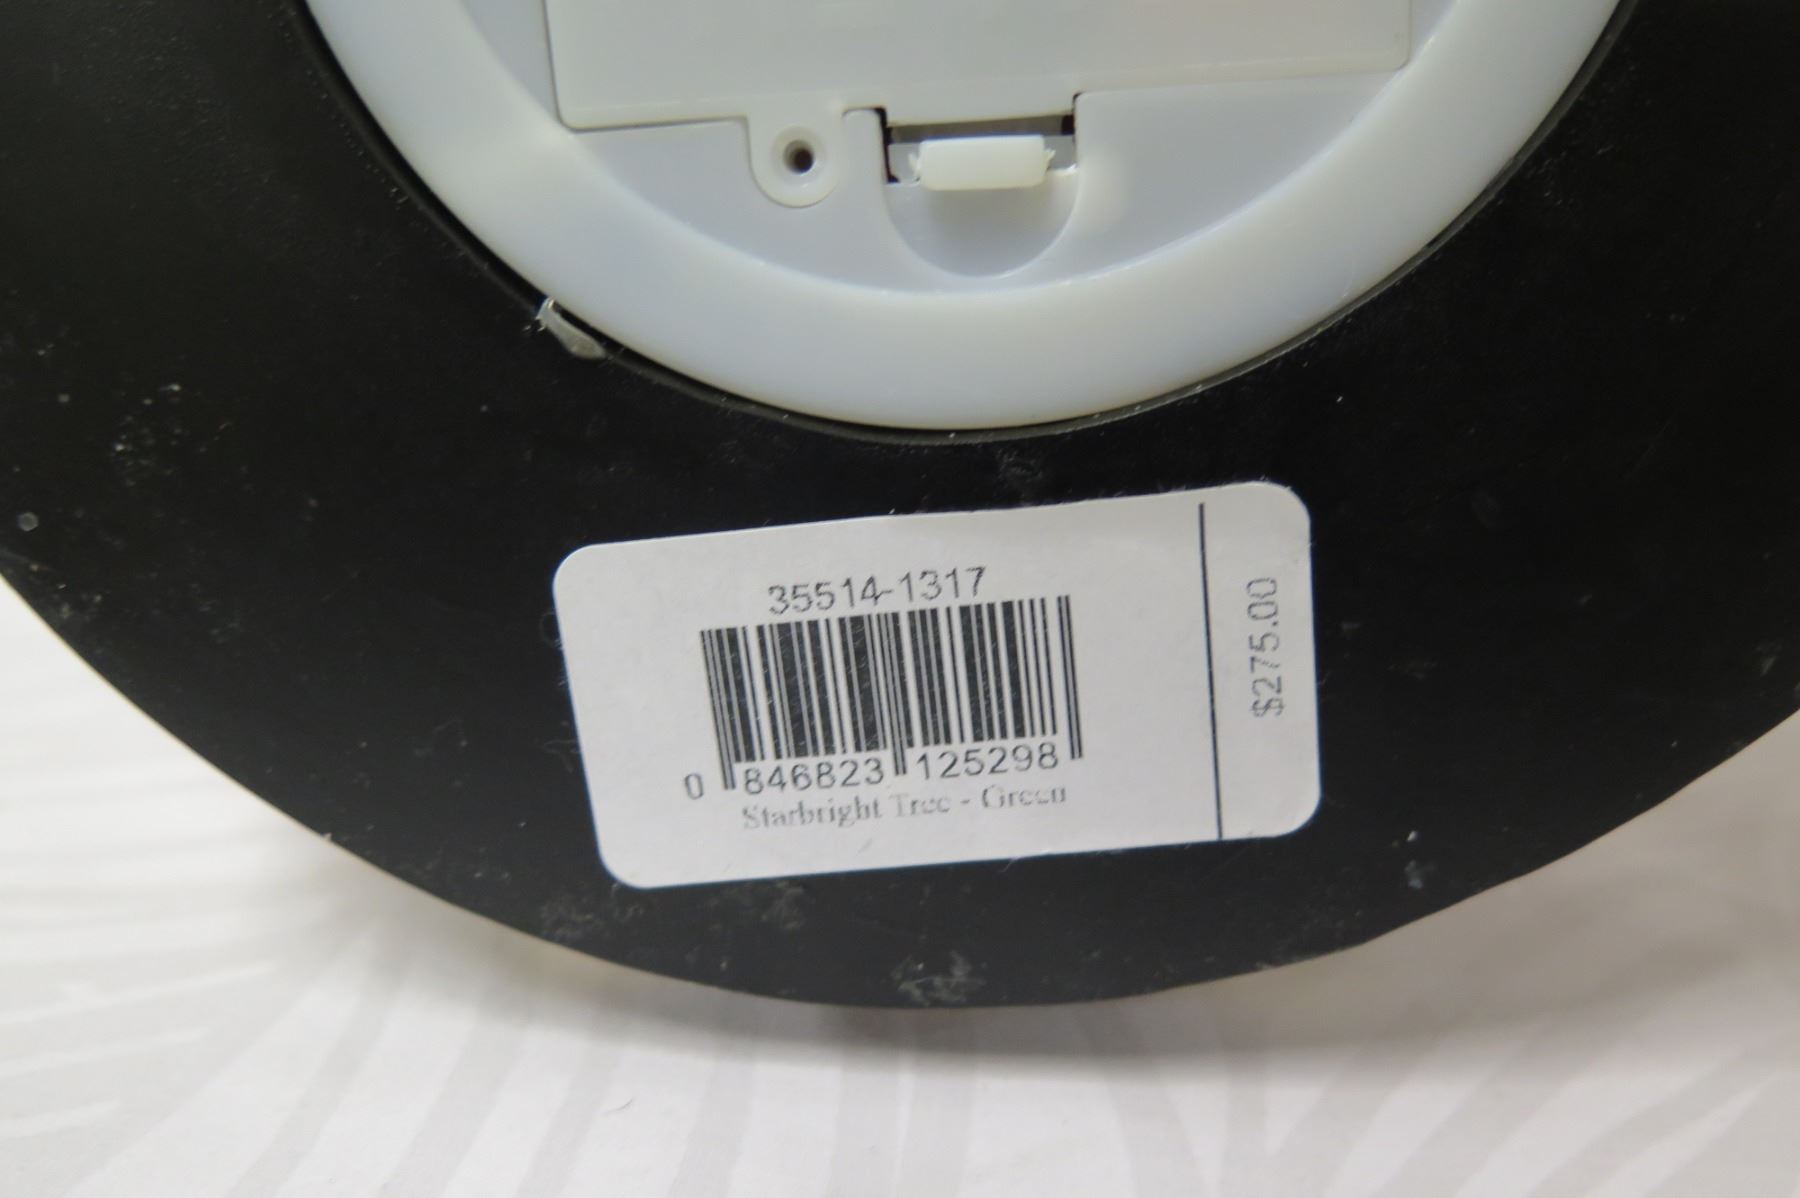 35514-1317
0 846823 125298
Starbright Tree - Green
$275.00